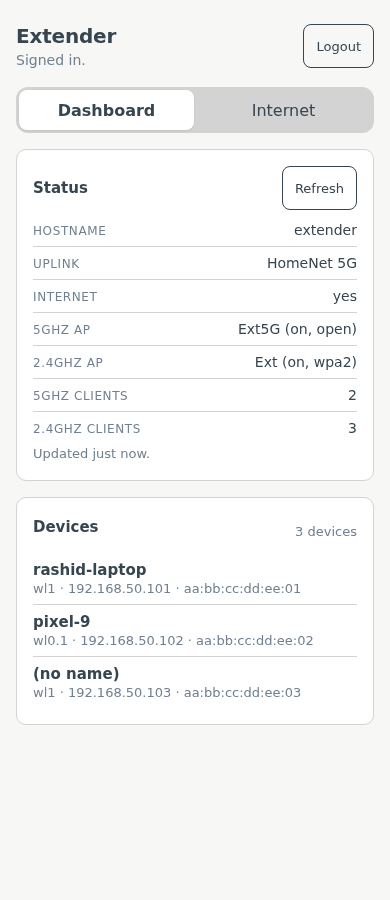 Extender
Signed in.
Logout
Dashboard
Internet
Status
Refresh
HOSTNAME extender
UPLINK HomeNet 5G
INTERNET yes
5GHZ AP Ext5G (on, open)
2.4GHZ AP Ext (on, wpa2)
5GHZ CLIENTS 2
2.4GHZ CLIENTS 3
Updated just now.
Devices 3 devices
rashid-laptop
wl1 · 192.168.50.101 · aa:bb:cc:dd:ee:01
pixel-9
wl0.1 · 192.168.50.102 · aa:bb:cc:dd:ee:02
(no name)
wl1 · 192.168.50.103 · aa:bb:cc:dd:ee:03